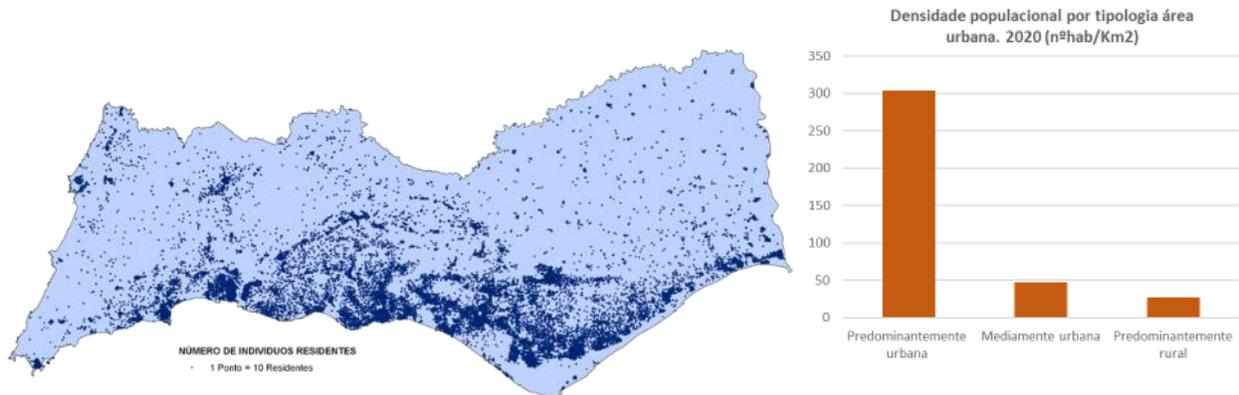 NÚMERO DE INDIVIDUOS RESIDENTES
1 Ponto = 10 Residentes
Densidade populacional por tipologia área
urbana. 2020 (nºhab/Km2)
350
300
250
200
150
100
50
0
Predominantemente
urbana
Mediamente urbana
Predominantemente
rural